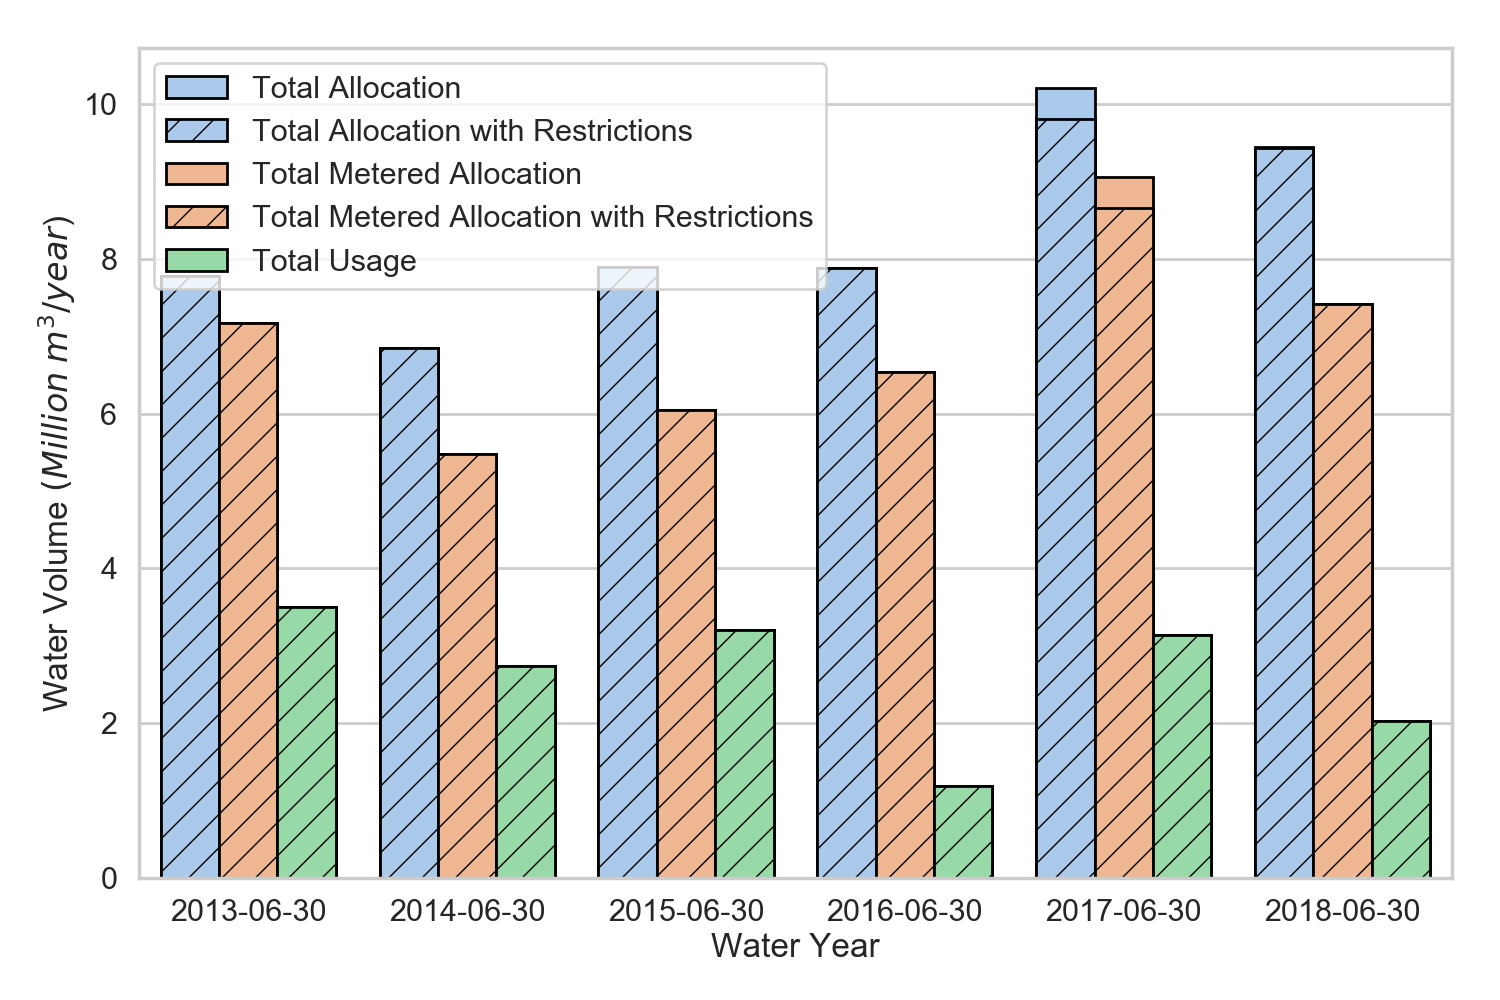 Total Allocation
Total Allocation with Restrictions
Total Metered Allocation
Total Metered Allocation with Restrictions
Total Usage
Water Volume (Million m³/year)
10
8
6
4
2
0
2013-06-30
2014-06-30
2015-06-30
2016-06-30
2017-06-30
2018-06-30
Water Year